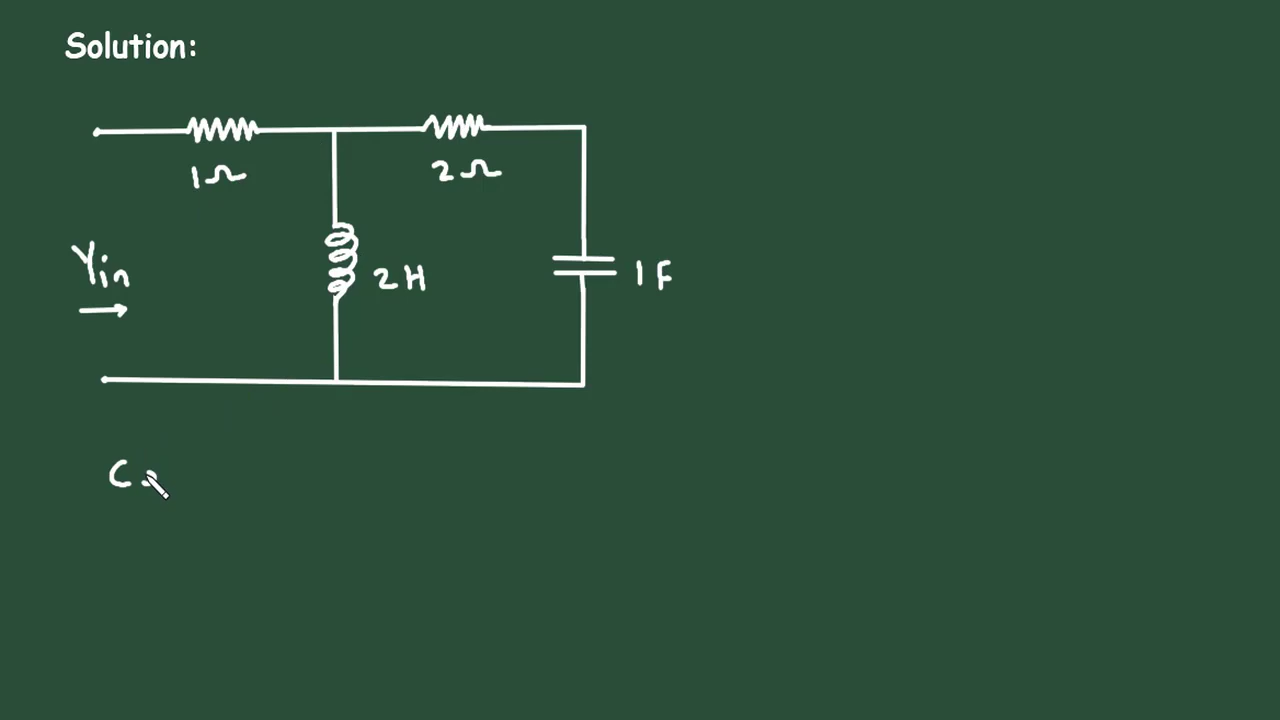 Solution:
1Ω
2Ω
Yin
2H
1F
C